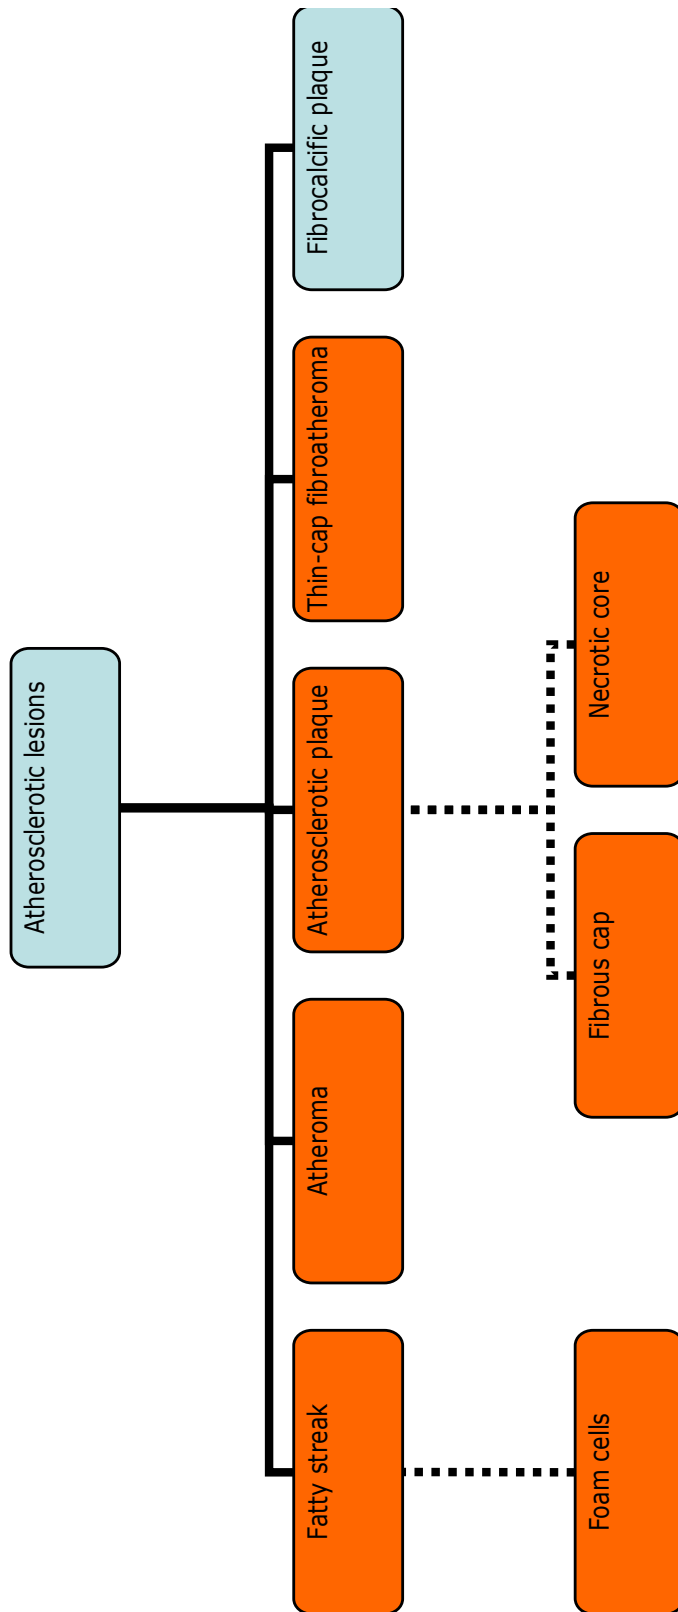 Atherosclerotic lesions
Fatty streak
Atheroma
Atherosclerotic plaque
Thin-cap fibroatheroma
Fibrocalcific plaque
Foam cells
Fibrous cap
Necrotic core